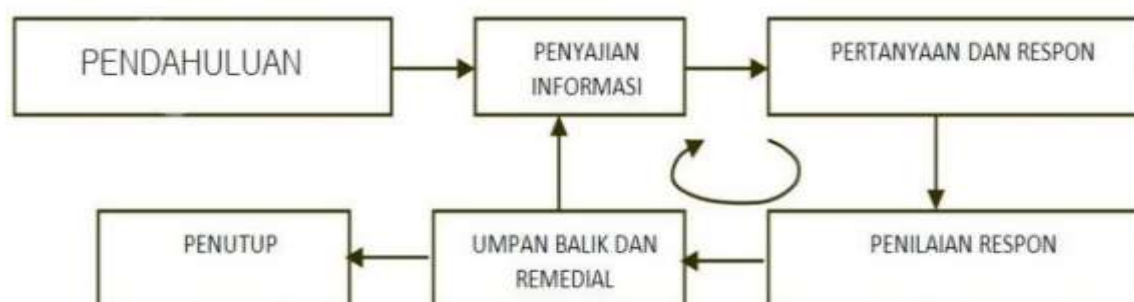 PENDAHULUAN
PENYAJIAN
INFORMASI
PERTANYAAN DAN RESPON
PENUTUP
UMPAN BALIK DAN
REMEDIAL
PENILAIAN RESPON